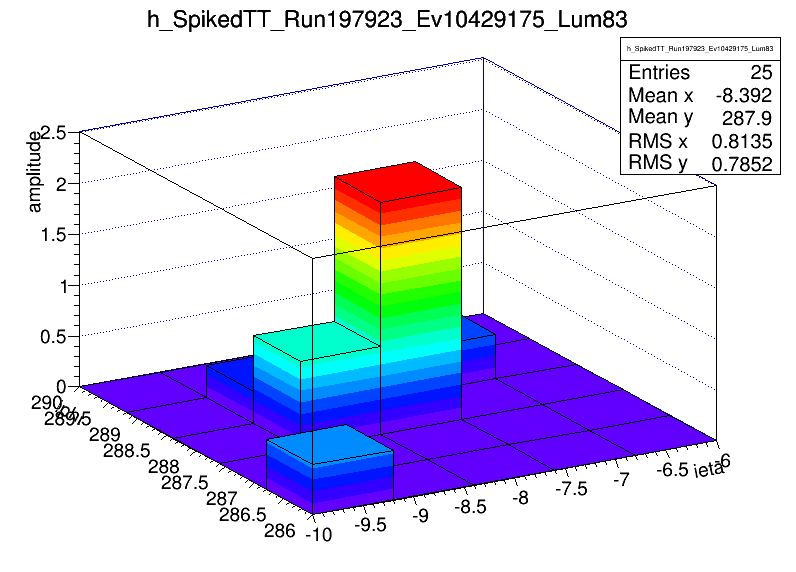 h_SpikedTT_Run197923_Ev10429175_Lum83
h_SpikedTT_Run197923_Ev10429175_Lum83
Entries 25
Mean x -8.392
Mean y 287.9
RMS x 0.8135
RMS y 0.7852
amplitude
2.5
2
1.5
1
0.5
0
290
289.5
289
288.5
288
287.5
287
286.5
286
-10
-9.5
-9
-8.5
-8
-7.5
-7
-6.5
-6
ieta